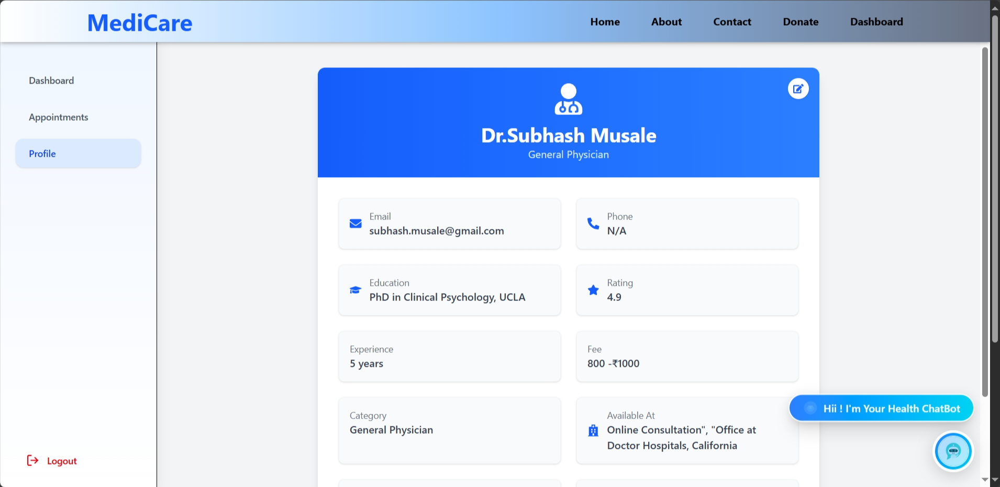 MediCare
Home
About
Contact
Donate
Dashboard
Dashboard
Appointments
Profile
Logout
Dr.Subhash Musale
General Physician
Email
subhash.musale@gmail.com
Phone
N/A
Education
PhD in Clinical Psychology, UCLA
Rating
4.9
Experience
5 years
Fee
800 -₹1000
Category
General Physician
Available At
Online Consultation", "Office at
Doctor Hospitals, California
Hii ! I'm Your Health ChatBot